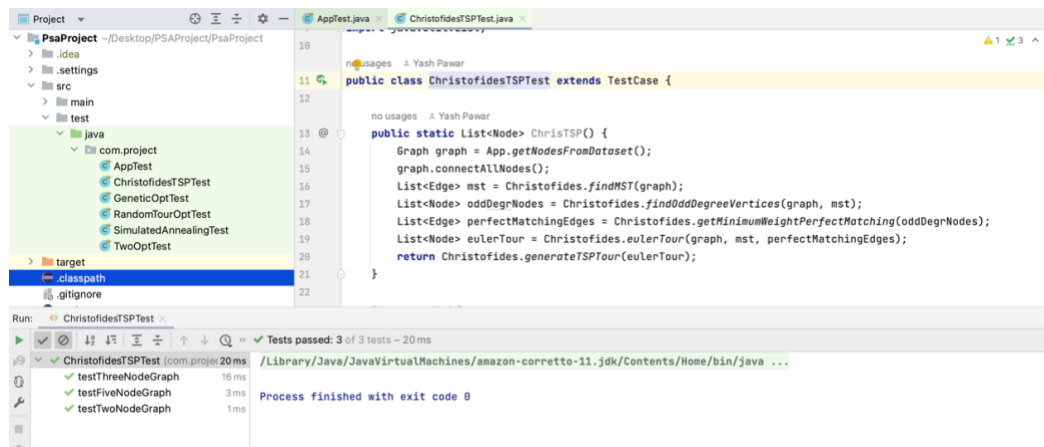 Project
AppTest.java
ChristofidesTSPTest.java
PsaProject ~/Desktop/PSAProject/PsaProject
.idea
.settings
src
main
test
java
com.project
AppTest
ChristofidesTSPTest
GeneticOptTest
RandomTourOptTest
SimulatedAnnealingTest
TwoOptTest
target
.classpath
.gitignore
1 3
10
usages Yash Pawar
11 public class ChristofidesTSPTest extends TestCase {
12
no usages Yash Pawar
13 @ public static List<Node> ChrisTSP() {
14 Graph graph = App.getNodesFromDataset();
15 graph.connectAllNodes();
16 List<Edge> mst = Christofides.findMST(graph);
17 List<Node> oddDegrNodes = Christofides.findOddDegreeVertices(graph, mst);
18 List<Edge> perfectMatchingEdges = Christofides.getMinimumWeightPerfectMatching(oddDegrNodes);
19 List<Node> eulerTour = Christofides.eulerTour(graph, mst, perfectMatchingEdges);
20 return Christofides.generateTSPTour(eulerTour);
21 }
22
Run: ChristofidesTSPTest
Tests passed: 3 of 3 tests – 20 ms
ChristofidesTSPTest (com.projec 20 ms
testThreeNodeGraph 16 ms
testFiveNodeGraph 3 ms
testTwoNodeGraph 1 ms
/Library/Java/JavaVirtualMachines/amazon-corretto-11.jdk/Contents/Home/bin/java ...
Process finished with exit code 0